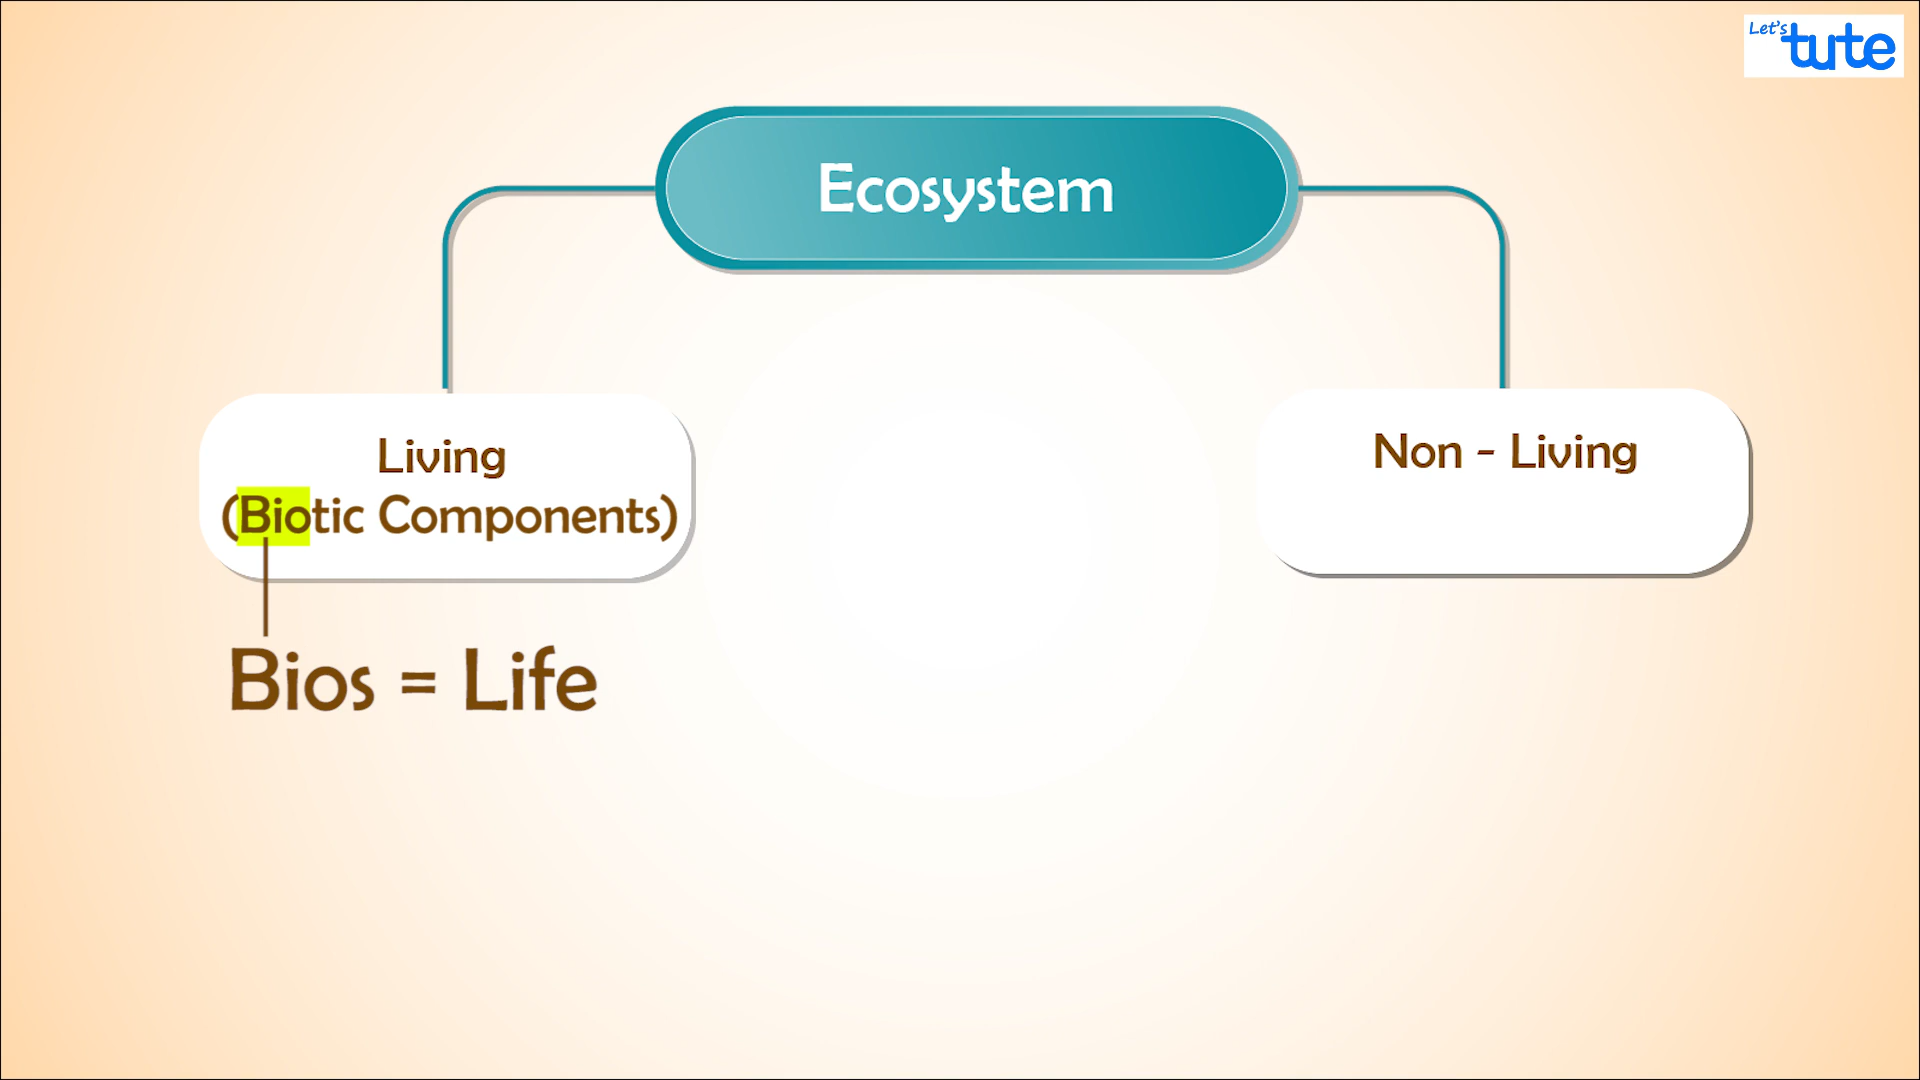 Let's tute
Ecosystem
Living
(Biotic Components)
Non - Living
Bios = Life